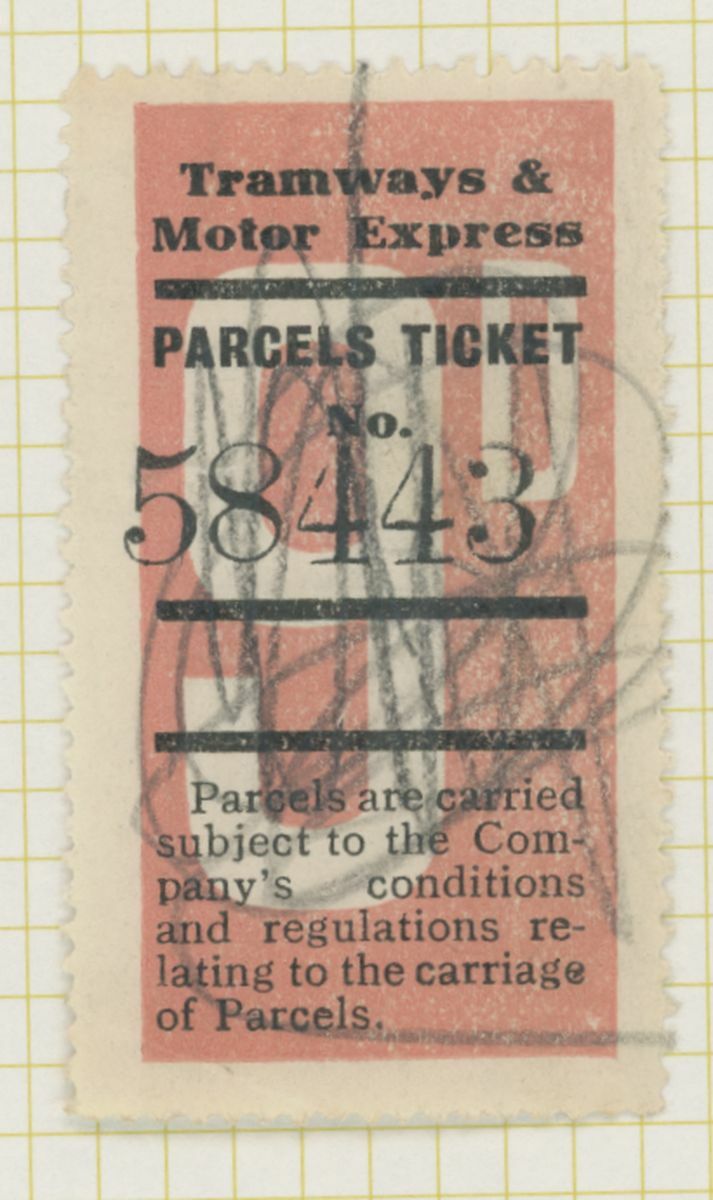 Tramways &
Motor Express
PARCELS TICKET
No.
58443
9D
Parcels are carried
subject to the Com-
pany's conditions
and regulations re-
lating to the carriage
of Parcels.